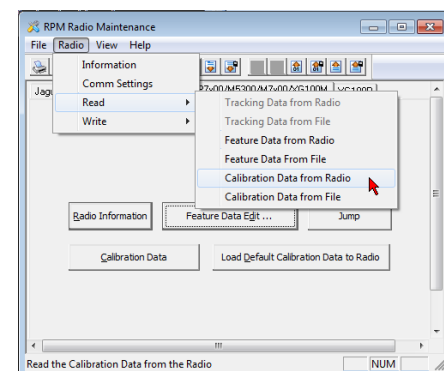 RPM Radio Maintenance
File Radio View Help
Information
Comm Settings
Read
Write
Tracking Data from Radio
Tracking Data from File
Feature Data from Radio
Feature Data From File
Calibration Data from Radio
Calibration Data from File
Radio Information Feature Data Edit ... Jump
Calibration Data Load Default Calibration Data to Radio
Read the Calibration Data from the Radio NUM